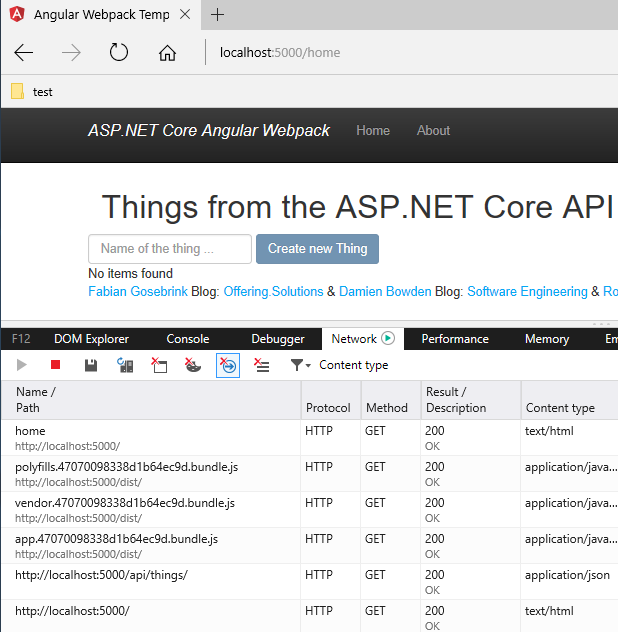 Angular Webpack Temp
localhost:5000/home
test
ASP.NET Core Angular Webpack Home About
Things from the ASP.NET Core API
Name of the thing ... Create new Thing
No items found
Fabian Gosebrink Blog: Offering.Solutions & Damien Bowden Blog: Software Engineering & Ro
F12 DOM Explorer Console Debugger Network Performance Memory Em
Content type
Name / Result /
Path Protocol Method Description Content type
home HTTP GET 200 text/html
http://localhost:5000/ OK
polyfills.47070098338d1b64ec9d.bundle.js HTTP GET 200 application/java...
http://localhost:5000/dist/ OK
vendor.47070098338d1b64ec9d.bundle.js HTTP GET 200 application/java...
http://localhost:5000/dist/ OK
app.47070098338d1b64ec9d.bundle.js HTTP GET 200 application/java...
http://localhost:5000/dist/ OK
http://localhost:5000/api/things/ HTTP GET 200 application/json
OK
http://localhost:5000/ HTTP GET 200 text/html
OK